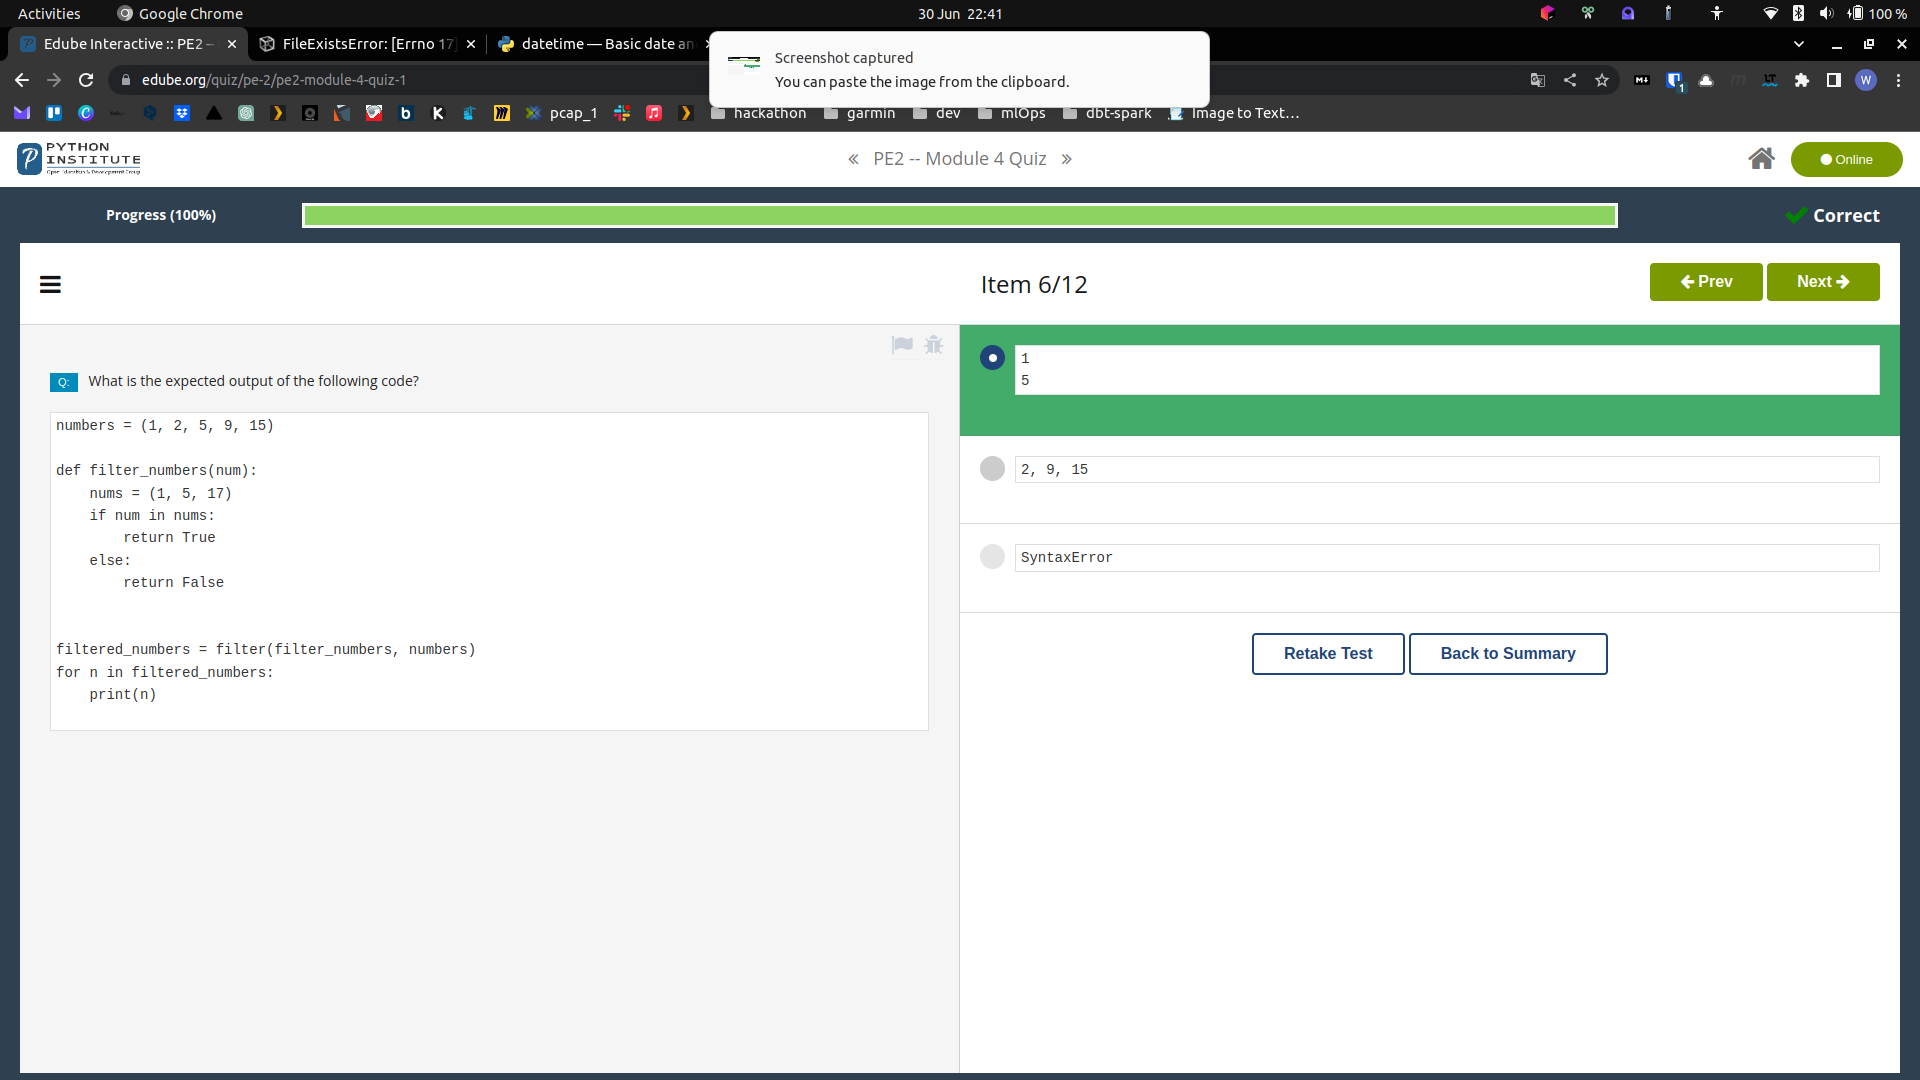 Activities
Google Chrome
30 Jun 22:41
100 %
Edube Interactive :: PE2 –
FileExistsError: [Errno 17]
datetime — Basic date an
Screenshot captured
You can paste the image from the clipboard.
edube.org/quiz/pe-2/pe2-module-4-quiz-1
pcap_1
hackathon
garmin
dev
mlOps
dbt-spark
Image to Text…
PYTHON
INSTITUTE
Open Education & Development Group
« PE2 -- Module 4 Quiz »
Online
Progress (100%)
Correct
Item 6/12
Prev
Next
Q: What is the expected output of the following code?
numbers = (1, 2, 5, 9, 15)
def filter_numbers(num):
    nums = (1, 5, 17)
    if num in nums:
        return True
    else:
        return False
filtered_numbers = filter(filter_numbers, numbers)
for n in filtered_numbers:
    print(n)
1
5
2, 9, 15
SyntaxError
Retake Test
Back to Summary